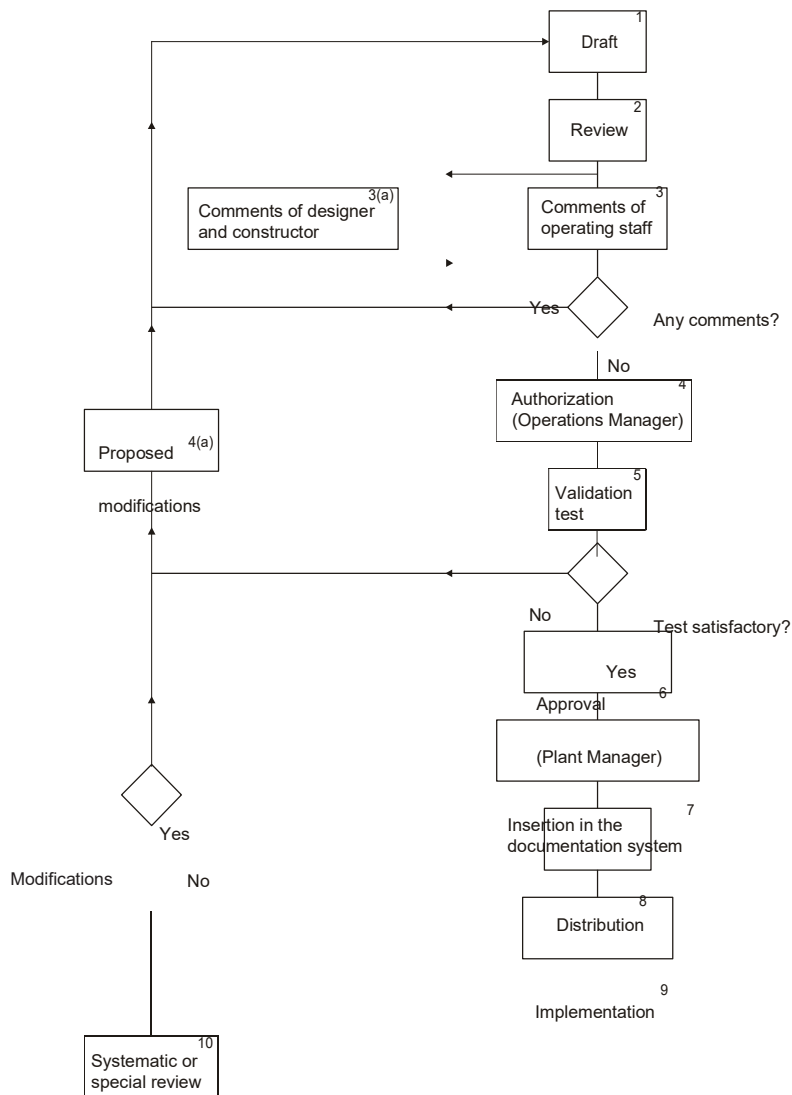 1
Draft
2
Review
3(a)
Comments of designer
and constructor
3
Comments of
operating staff
Yes
Any comments?
No
4
Authorization
(Operations Manager)
4(a)
Proposed
modifications
5
Validation
test
No
Test satisfactory?
Yes
6
Approval
(Plant Manager)
7
Insertion in the
documentation system
Yes
Modifications
No
8
Distribution
9
Implementation
10
Systematic or
special review